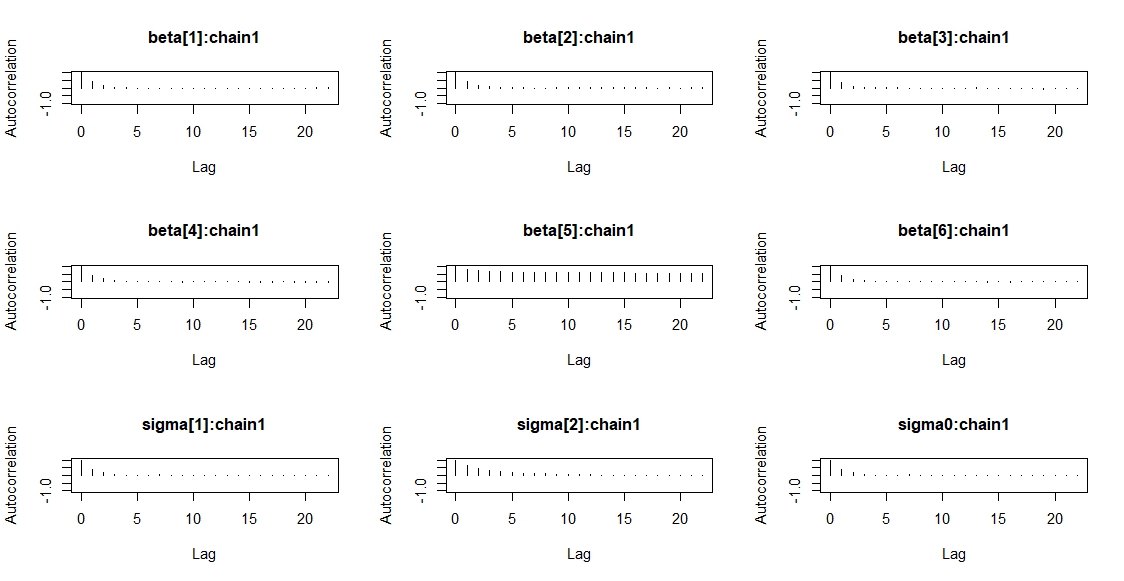 beta[1]:chain1 beta[2]:chain1 beta[3]:chain1
Autocorrelation Autocorrelation Autocorrelation
-1.0 -1.0 -1.0
0 5 10 15 20 0 5 10 15 20 0 5 10 15 20
Lag Lag Lag
beta[4]:chain1 beta[5]:chain1 beta[6]:chain1
Autocorrelation Autocorrelation Autocorrelation
-1.0 -1.0 -1.0
0 5 10 15 20 0 5 10 15 20 0 5 10 15 20
Lag Lag Lag
sigma[1]:chain1 sigma[2]:chain1 sigma0:chain1
Autocorrelation Autocorrelation Autocorrelation
-1.0 -1.0 -1.0
0 5 10 15 20 0 5 10 15 20 0 5 10 15 20
Lag Lag Lag